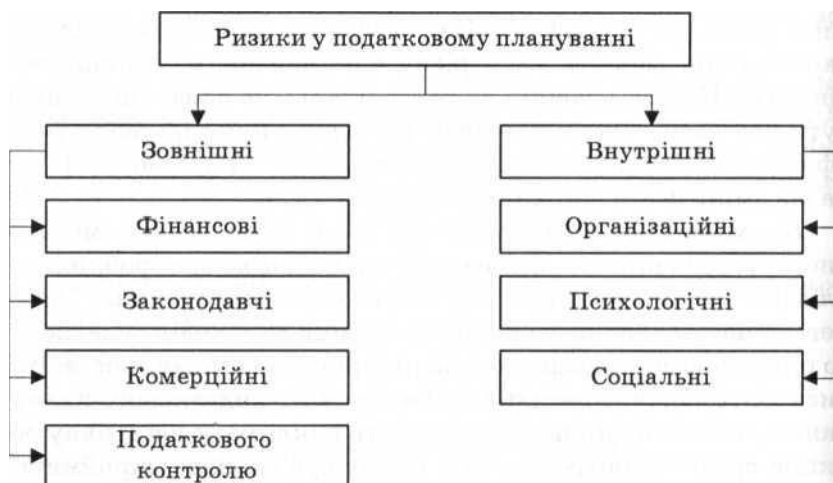 Ризики у податковому плануванні
Зовнішні
Внутрішні
Фінансові
Організаційні
Законодавчі
Психологічні
Комерційні
Соціальні
Податкового
контролю